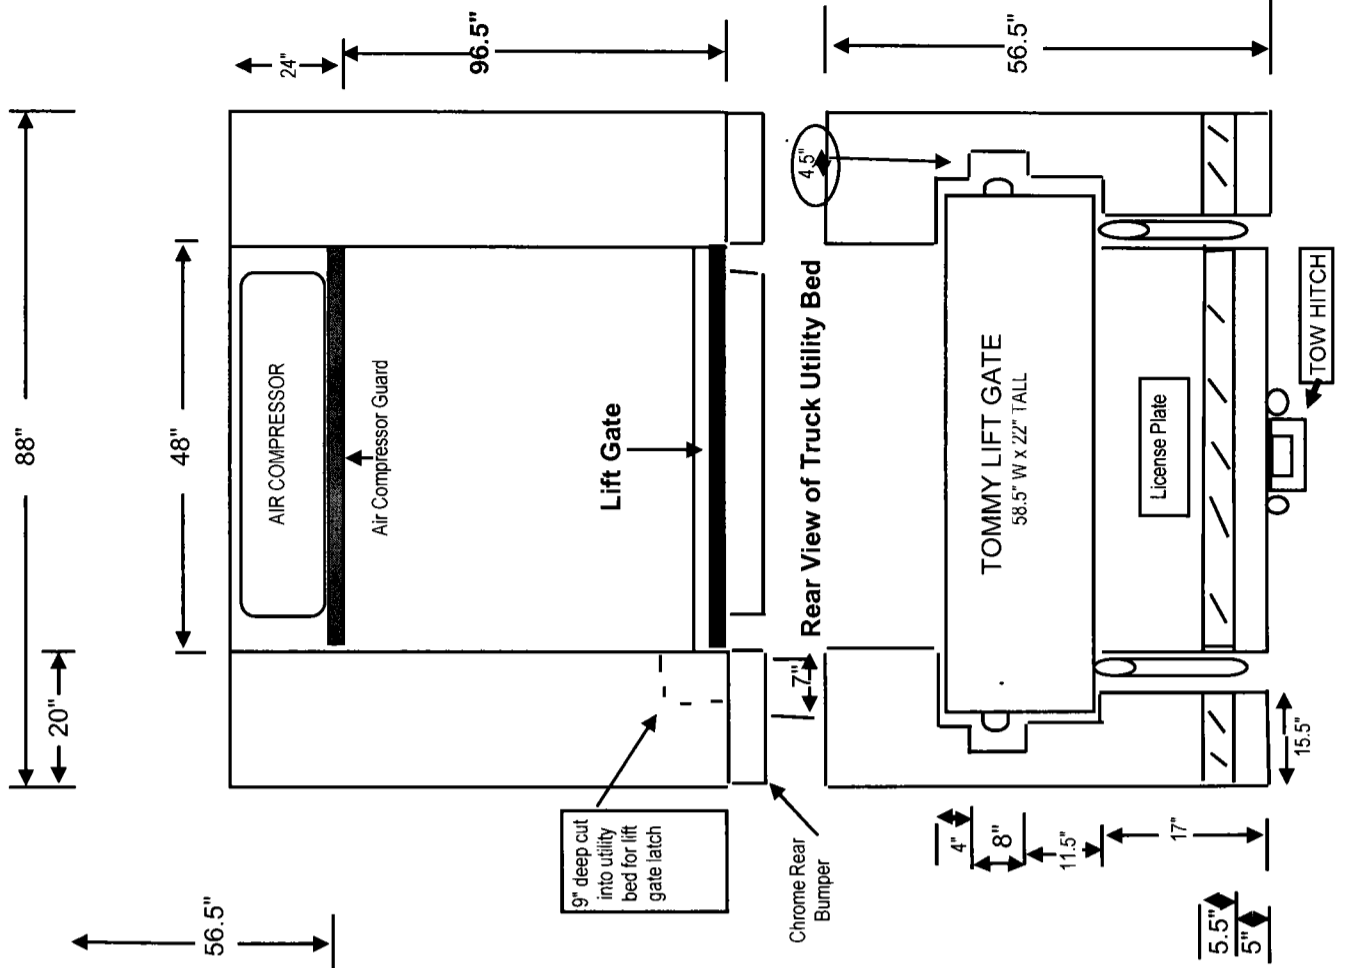 88"
48"
20"
24"
96.5"
AIR COMPRESSOR
Air Compressor Guard
Lift Gate
9" deep cut
into utility
bed for lift
gate latch
Chrome Rear
Bumper
7"
56.5"
Rear View of Truck Utility Bed
56.5"
4.5"
TOMMY LIFT GATE
58.5" W x 22" TALL
License Plate
TOW HITCH
4"
8"
11.5"
17"
15.5"
5.5"
5"